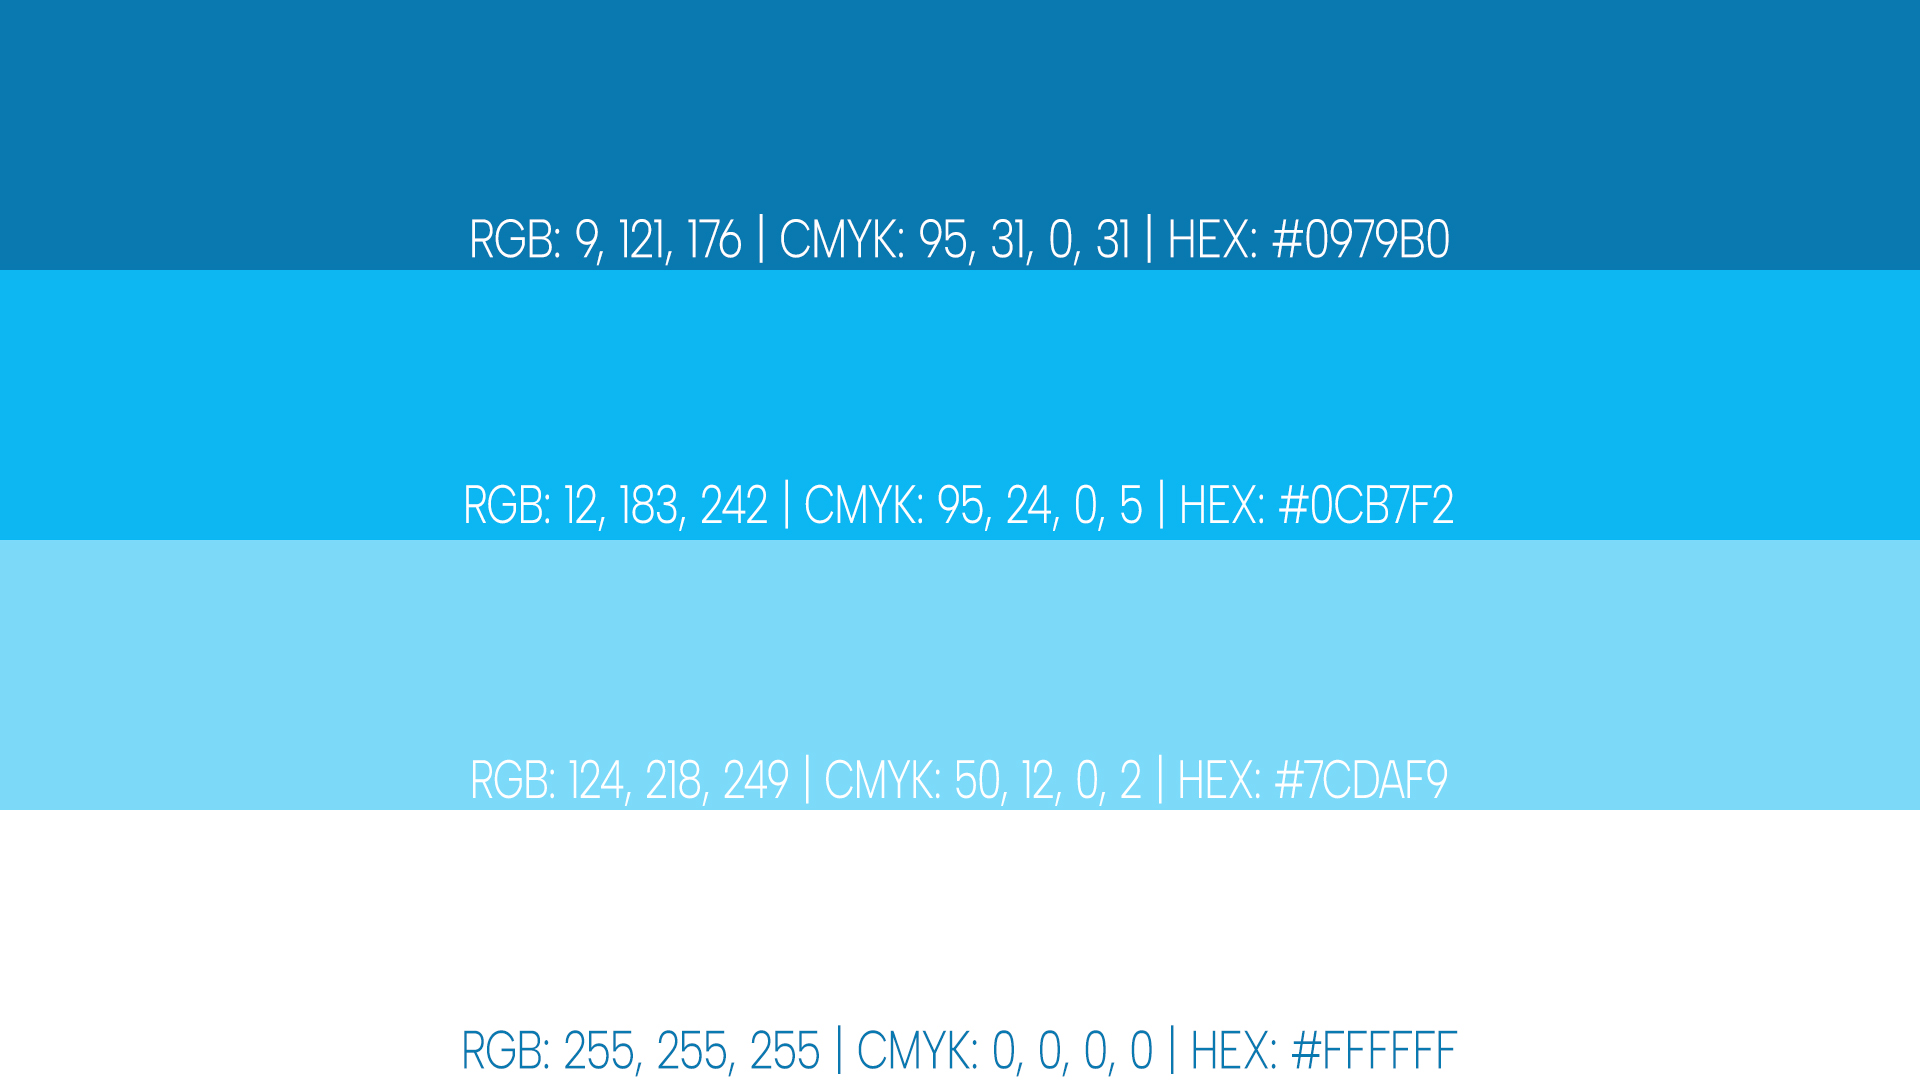 RGB: 9, 121, 176 | CMYK: 95, 31, 0, 31 | HEX: #0979B0
RGB: 12, 183, 242 | CMYK: 95, 24, 0, 5 | HEX: #0CB7F2
RGB: 124, 218, 249 | CMYK: 50, 12, 0, 2 | HEX: #7CDAF9
RGB: 255, 255, 255 | CMYK: 0, 0, 0, 0 | HEX: #FFFFFF